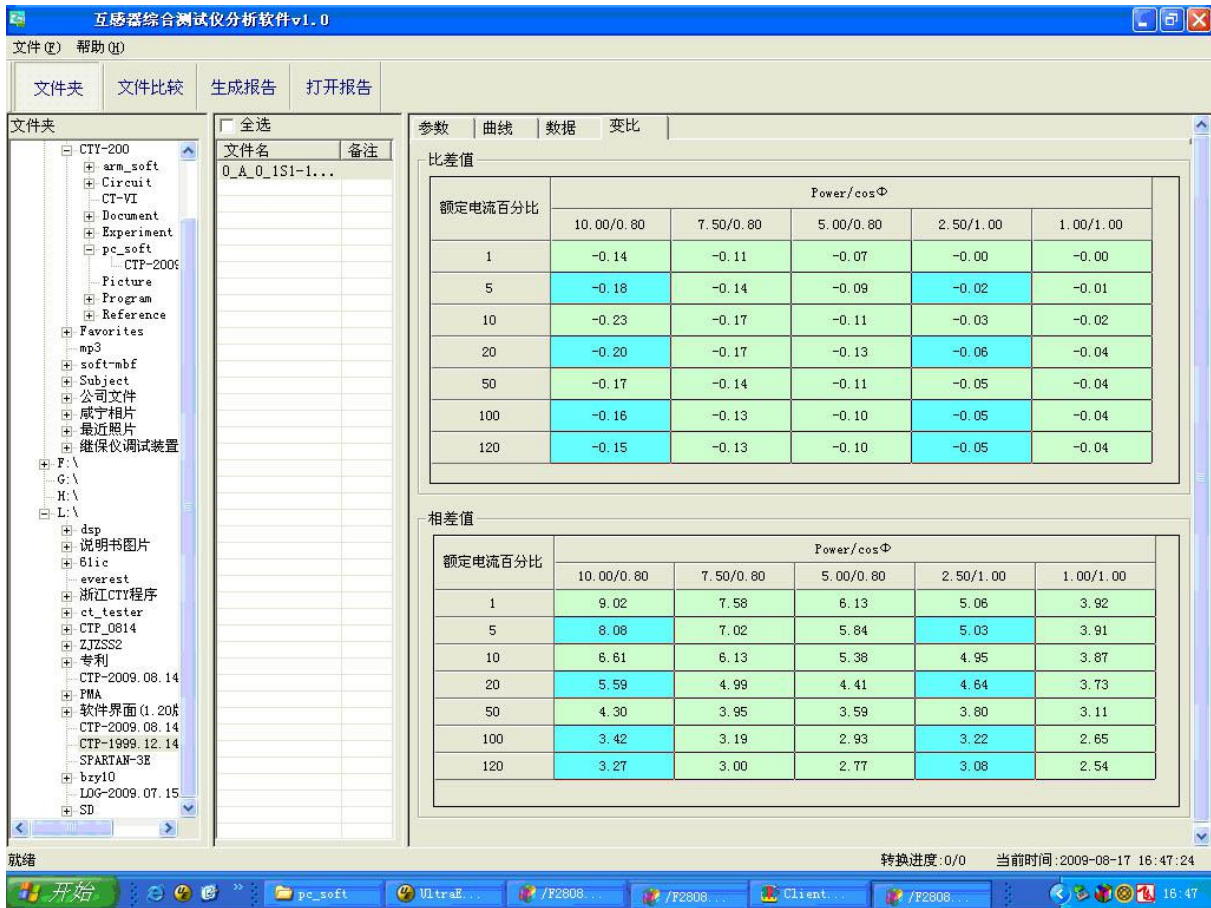 互感器综合测试仪分析软件v1.0
文件(F) 帮助(H)
文件夹 文件比较 生成报告 打开报告
文件夹
CTY-200
arm_soft
Circuit
CT-VI
Document
Experiment
pc_soft
CTP-2009
Picture
Program
Reference
Favorites
mp3
soft-mbf
Subject
公司文件
咸宁相片
最近照片
继保仪调试装置
F:\
G:\
H:\
L:\
dsp
说明书图片
61ic
everest
浙江CTY程序
ct_tester
CTP_0814
ZJZSS2
专利
CTP-2009.08.14
PMA
软件界面(1.20版
CTP-2009.08.14
CTP-1999.12.14
SPARTAN-3E
bzy10
LOG-2009.07.15
SD
全选
文件名 备注
0_A_0_1S1-1...
参数 曲线 数据 变比
比差值
额定电流百分比 Power/cosΦ
10.00/0.80 7.50/0.80 5.00/0.80 2.50/1.00 1.00/1.00
1 -0.14 -0.11 -0.07 -0.00 -0.00
5 -0.18 -0.14 -0.09 -0.02 -0.01
10 -0.23 -0.17 -0.11 -0.03 -0.02
20 -0.20 -0.17 -0.13 -0.06 -0.04
50 -0.17 -0.14 -0.11 -0.05 -0.04
100 -0.16 -0.13 -0.10 -0.05 -0.04
120 -0.15 -0.13 -0.10 -0.05 -0.04
相差值
额定电流百分比 Power/cosΦ
10.00/0.80 7.50/0.80 5.00/0.80 2.50/1.00 1.00/1.00
1 9.02 7.58 6.13 5.06 3.92
5 8.08 7.02 5.84 5.03 3.91
10 6.61 6.13 5.38 4.95 3.87
20 5.59 4.99 4.41 4.64 3.73
50 4.30 3.95 3.59 3.80 3.11
100 3.42 3.19 2.93 3.22 2.65
120 3.27 3.00 2.77 3.08 2.54
就绪 转换进度:0/0 当前时间:2009-08-17 16:47:24
开始 pc_soft UltraE... /F2808... /F2808... Client... /F2808... 16:47